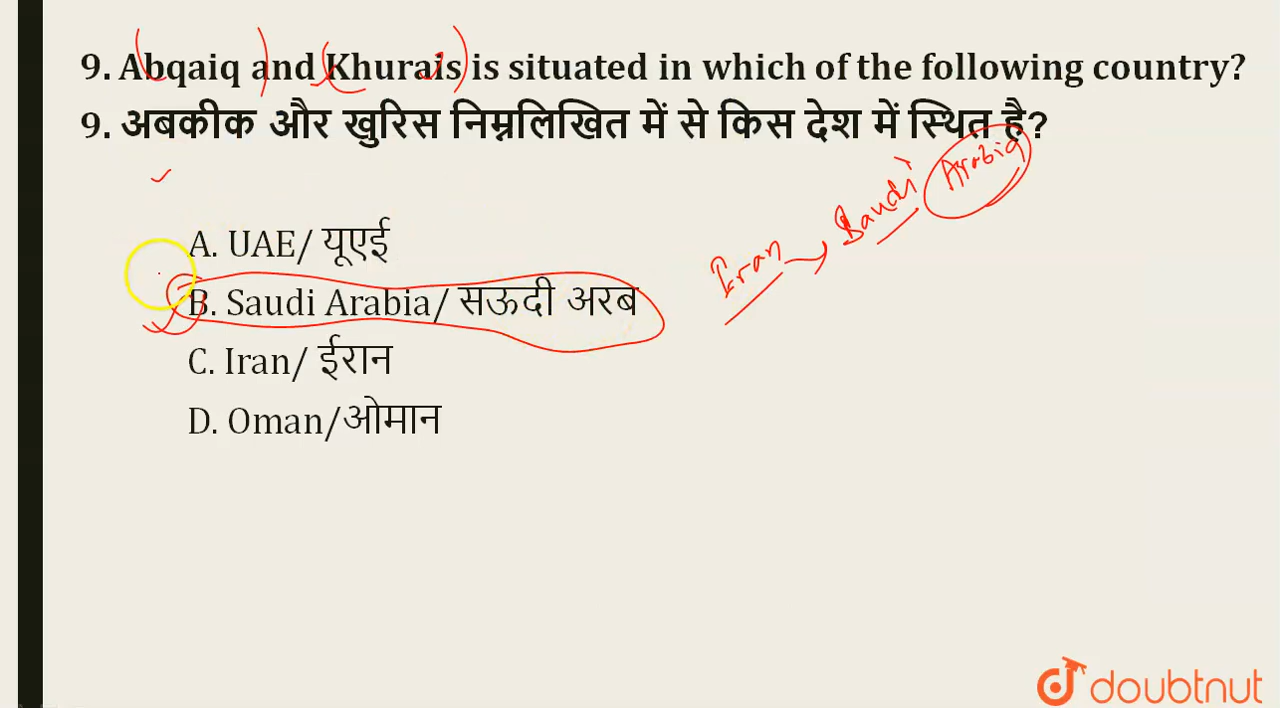 9. Abqaiq and Khurais is situated in which of the following country?
9. अबकीक और खुरिस निम्नलिखित में से किस देश में स्थित है?
A. UAE/ यूएई
B. Saudi Arabia/ सऊदी अरब
C. Iran/ ईरान
D. Oman/ओमान
Iran → Saudi Arabia
doubtnut